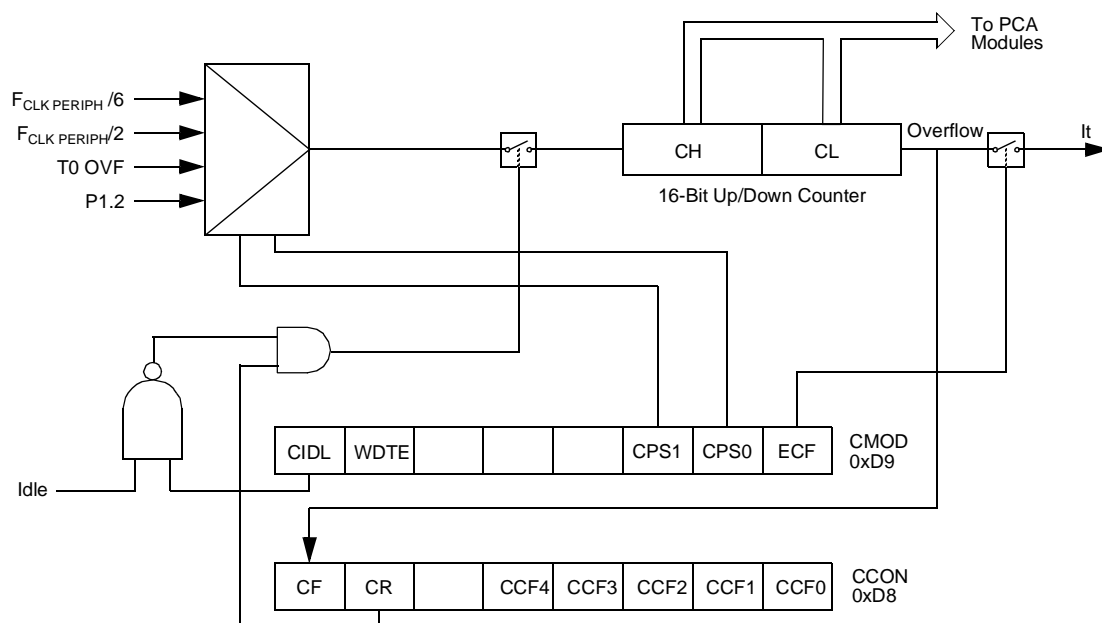 To PCA
Modules
FCLK PERIPH /6
FCLK PERIPH/2
T0 OVF
P1.2
CH
CL
Overflow
It
16-Bit Up/Down Counter
CIDL
WDTE
CPS1
CPS0
ECF
CMOD
0xD9
Idle
CF
CR
CCF4
CCF3
CCF2
CCF1
CCF0
CCON
0xD8